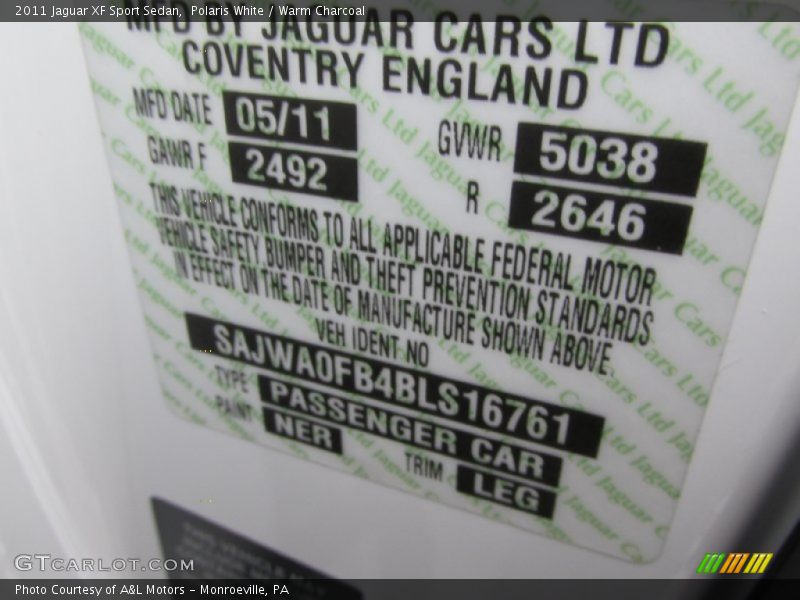 2011 Jaguar XF Sport Sedan, Polaris White / Warm Charcoal
MFD BY JAGUAR CARS LTD
COVENTRY ENGLAND
MFD DATE 05/11 GVWR 5038
GAWR F 2492 R 2646
THIS VEHICLE CONFORMS TO ALL APPLICABLE FEDERAL MOTOR
VEHICLE SAFETY BUMPER AND THEFT PREVENTION STANDARDS
IN EFFECT ON THE DATE OF MANUFACTURE SHOWN ABOVE.
VEH IDENT NO
SAJWA0FB4BLS16761
TYPE PASSENGER CAR
PAINT NER TRIM LEG
GTCARLOT.COM
Photo Courtesy of A&L Motors – Monroeville, PA